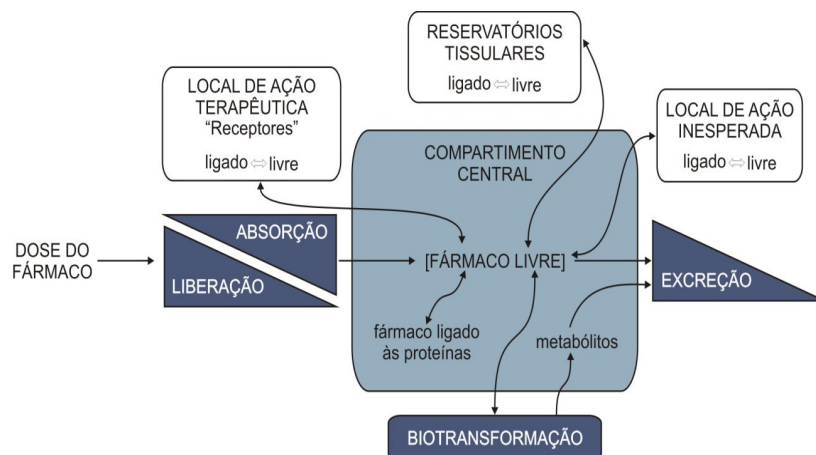 RESERVATÓRIOS
TISSULARES
ligado ⇔ livre
LOCAL DE AÇÃO
TERAPÊUTICA
“Receptores”
ligado ⇔ livre
LOCAL DE AÇÃO
INESPERADA
ligado ⇔ livre
COMPARTIMENTO
CENTRAL
DOSE DO
FÁRMACO
ABSORÇÃO
LIBERAÇÃO
[FÁRMACO LIVRE]
EXCREÇÃO
fármaco ligado
às proteínas
metabólitos
BIOTRANSFORMAÇÃO